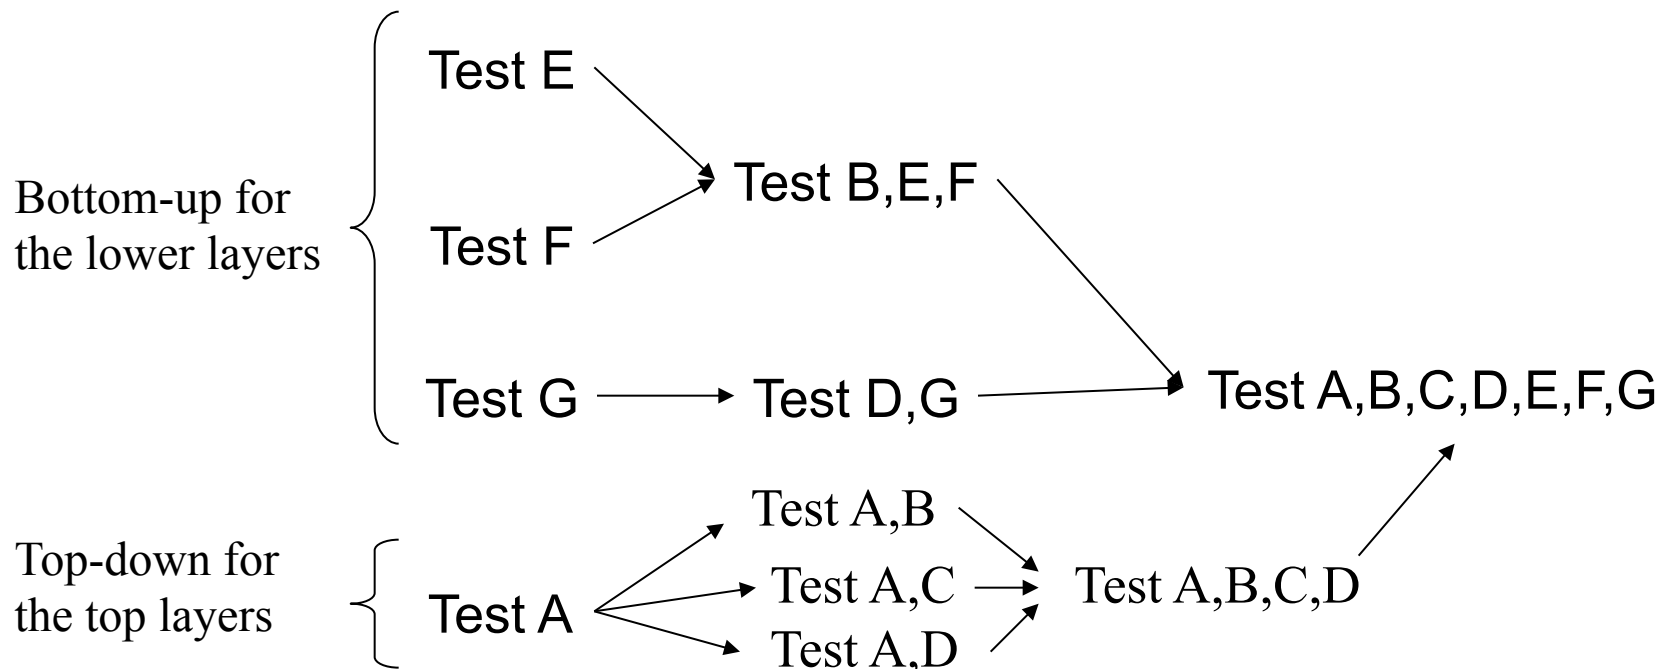 Test E
Test B,E,F
Bottom-up for
the lower layers
Test F
Test G
Test D,G
Test A,B,C,D,E,F,G
Test A,B
Top-down for
the top layers
Test A
Test A,C
Test A,B,C,D
Test A,D